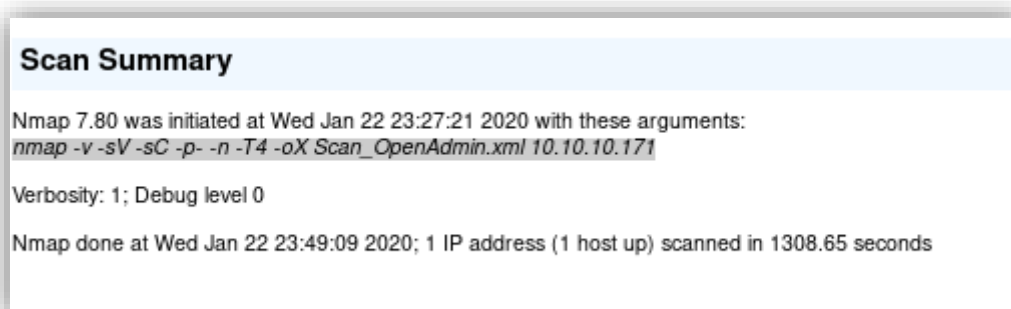 Scan Summary
Nmap 7.80 was initiated at Wed Jan 22 23:27:21 2020 with these arguments:
nmap -v -sV -sC -p- -n -T4 -oX Scan_OpenAdmin.xml 10.10.10.171
Verbosity: 1; Debug level 0
Nmap done at Wed Jan 22 23:49:09 2020; 1 IP address (1 host up) scanned in 1308.65 seconds